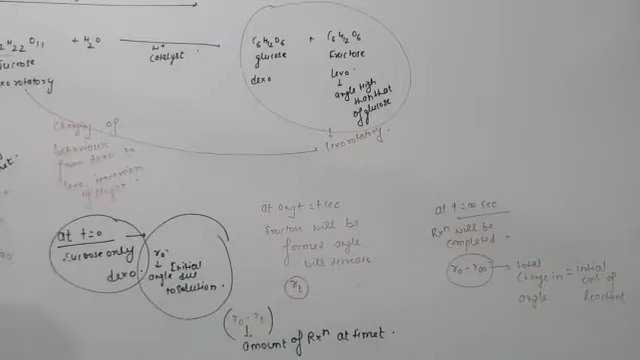 H22O11 + H2O → C6H12O6 + C6H12O6
H+
catalyst
glucose
Fructose
dexo
Levo
↓
angle high
than that
of glucose
↓
Levorotatory
sucrose
changing of
behaviour
from dexo to
levo inversion
of sugar
at t=0
sucrose only
dexo
r0
↓ Initial
angle due
to solution.
at any t=t sec
Fructose will be
formed angle
will decrease
rt
(r0-rt)
↓
amount of Rxn at time t.
at t=∞ sec
Rxn will be
completed.
r0-r∞ → total
change in
angle
= initial
conc of
Reactant